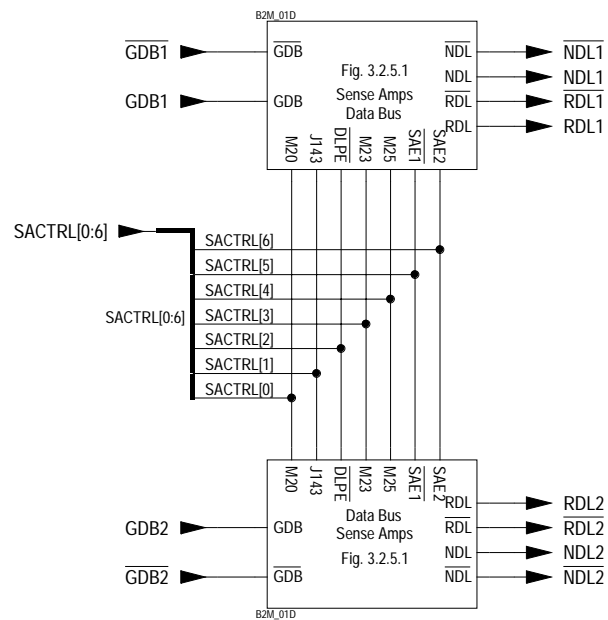 B2M_01D
GDB1 GDB NDL NDL1
Fig. 3.2.5.1
NDL NDL1
Sense Amps
GDB1 GDB RDL RDL1
Data Bus
RDL RDL1
M20 J143 DLPE M23 M25 SAE1 SAE2
SACTRL[0:6]
SACTRL[6]
SACTRL[5]
SACTRL[4]
SACTRL[0:6]
SACTRL[3]
SACTRL[2]
SACTRL[1]
SACTRL[0]
M20 J143 DLPE M23 M25 SAE1 SAE2
RDL RDL2
Data Bus
GDB2 GDB RDL RDL2
Sense Amps
NDL NDL2
Fig. 3.2.5.1
GDB2 GDB NDL NDL2
B2M_01D